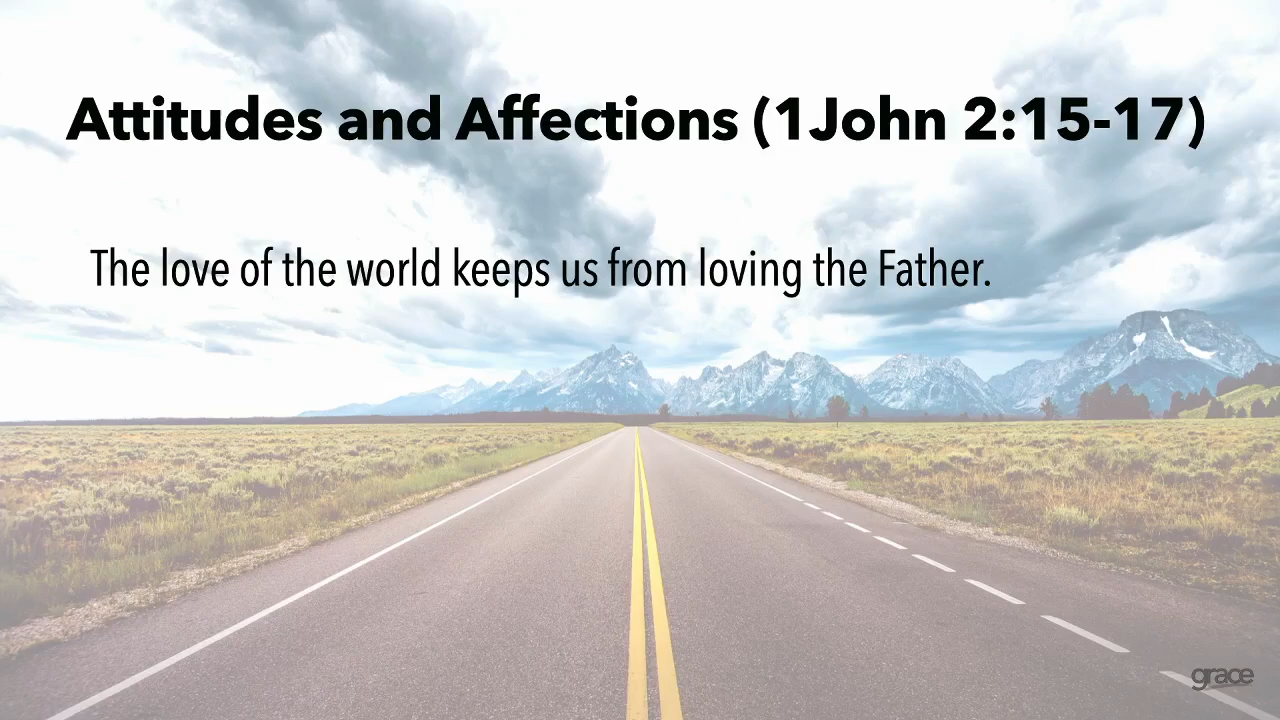 Attitudes and Affections (1John 2:15-17)
The love of the world keeps us from loving the Father.
grace